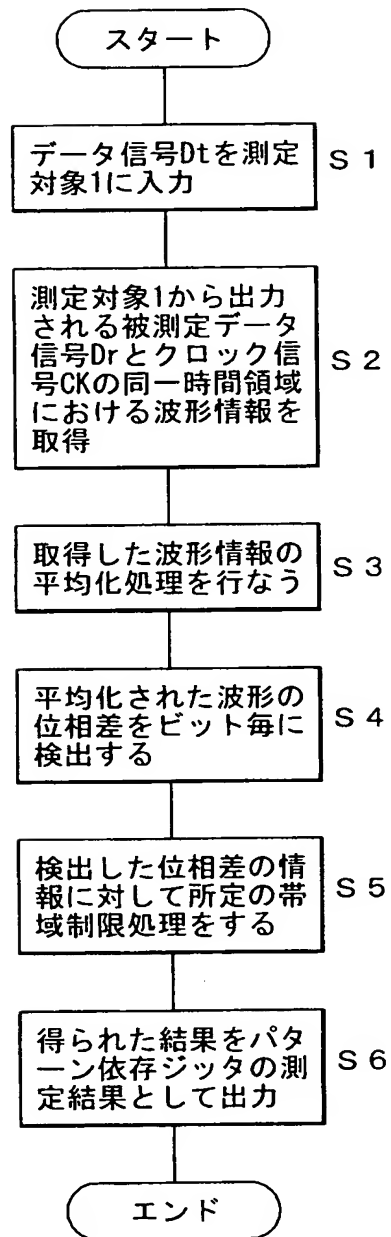 スタート
データ信号Dtを測定
対象1に入力
S1
測定対象1から出力
される被測定データ
信号Drとクロック信
号CKの同一時間領域
における波形情報を
取得
S2
取得した波形情報の
平均化処理を行なう
S3
平均化された波形の
位相差をビット毎に
検出する
S4
検出した位相差の情
報に対して所定の帯
域制限処理をする
S5
得られた結果をパタ
ーン依存ジッタの測
定結果として出力
S6
エンド